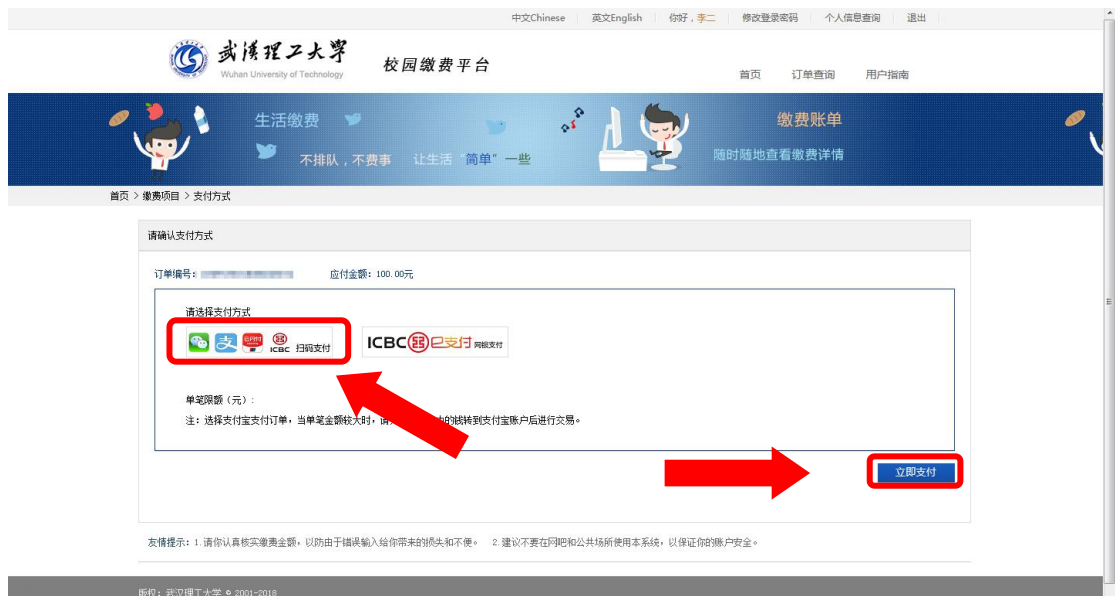 中文Chinese 英文English 你好,李二 修改登录密码 个人信息查询 退出
武汉理工大学 校园缴费平台
Wuhan University of Technology
首页 订单查询 用户指南
生活缴费 缴费账单
不排队,不费事 让生活“简单”一些 随时随地查看缴费详情
首页 > 缴费项目 > 支付方式
请确认支付方式
订单编号: 应付金额: 100.00元
请选择支付方式
ICBC 扫码支付 ICBC 已支付 网银支付
单笔限额(元):
注: 选择支付宝支付订单, 当单笔金额较大时, 请 的钱转到支付宝账户后进行交易。
立即支付
友情提示: 1.请你认真核实缴费金额, 以防由于错误输入给你带来的损失和不便。 2.建议不要在网吧和公共场所使用本系统, 以保证你的账户安全。
版权: 武汉理工大学 © 2001-2018